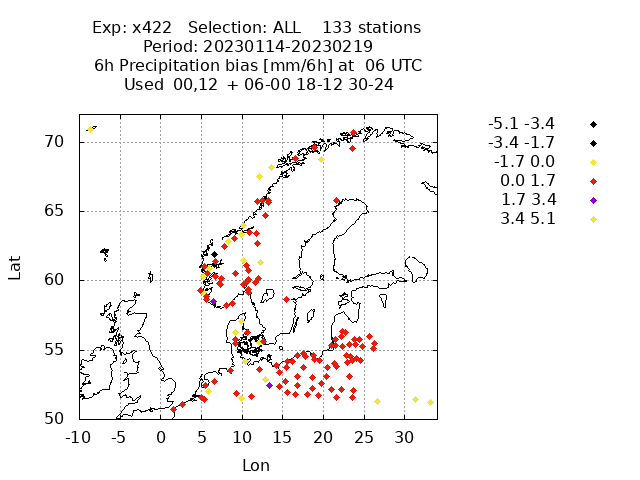 Exp: x422 Selection: ALL 133 stations
Period: 20230114-20230219
6h Precipitation bias [mm/6h] at 06 UTC
Used 00,12 + 06-00 18-12 30-24
-5.1 -3.4
-3.4 -1.7
-1.7 0.0
0.0 1.7
1.7 3.4
3.4 5.1
70
65
60
55
50
Lat
-10 -5 0 5 10 15 20 25 30
Lon